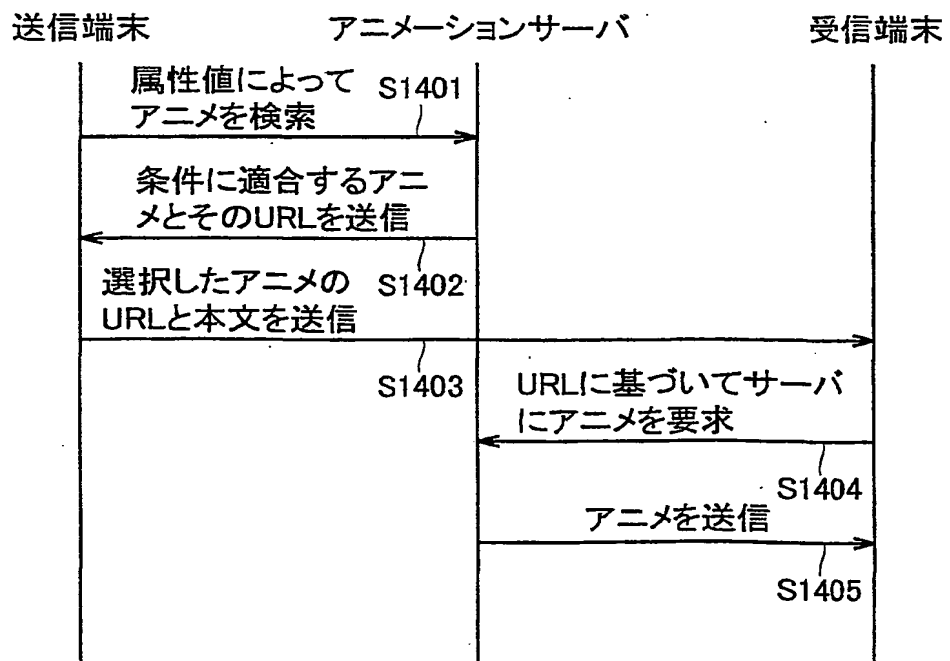 送信端末
アニメーションサーバ
受信端末
属性値によって
アニメを検索
S1401
条件に適合するアニ
メとそのURLを送信
S1402
選択したアニメの
URLと本文を送信
S1403
URLに基づいてサーバ
にアニメを要求
S1404
アニメを送信
S1405